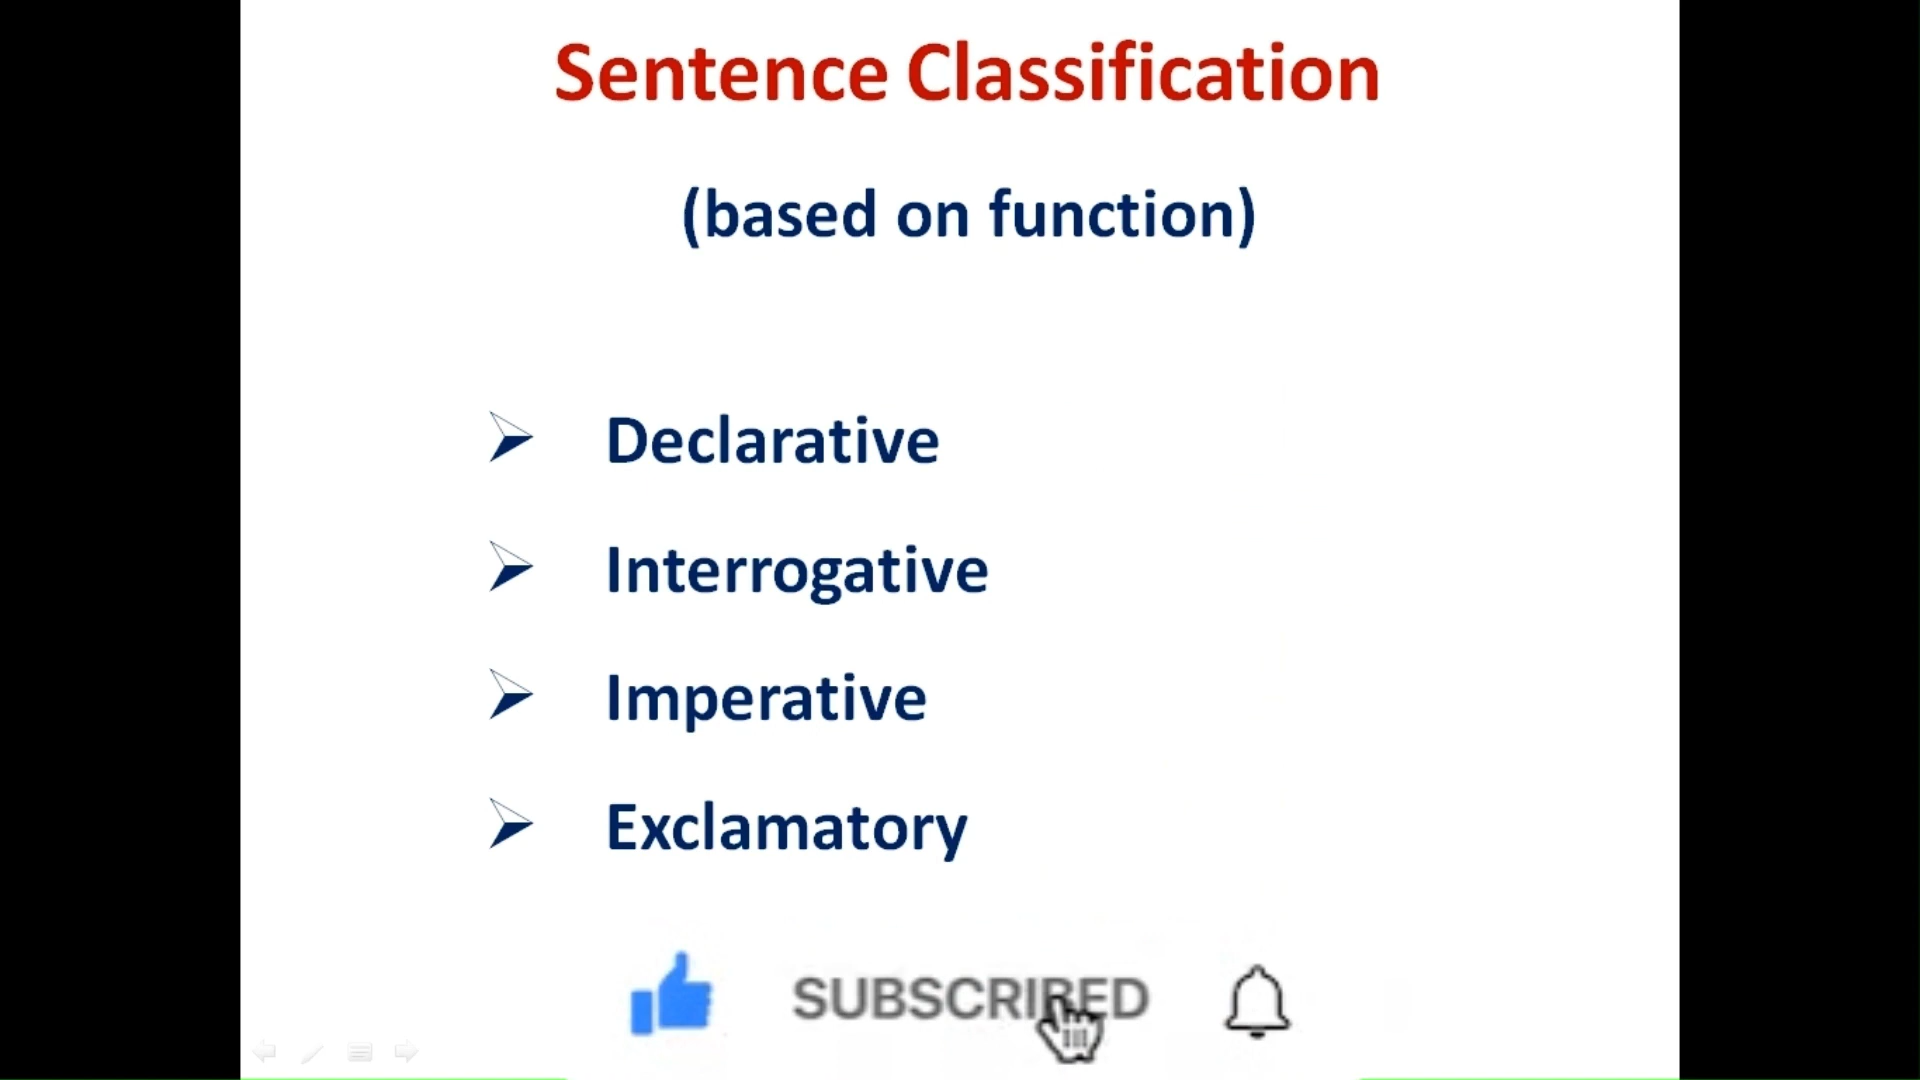 Sentence Classification
(based on function)
Declarative
Interrogative
Imperative
Exclamatory
SUBSCRIBED